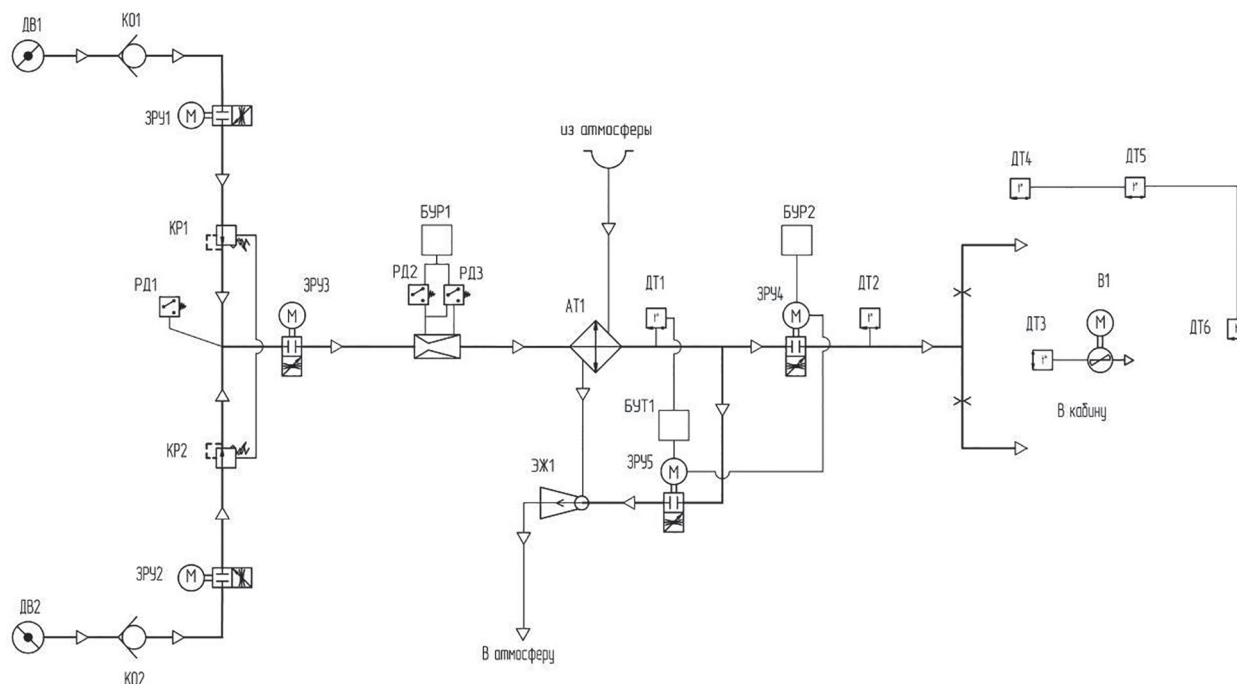 ДВ1
КО1
ЗРУ1
М
из атмосферы
ДТ4
ДТ5
t°
t°
КР1
БУР1
БУР2
РД1
РД2
РД3
ЗРУ3
М
АТ1
ДТ1
t°
ЗРУ4
М
ДТ2
t°
В1
М
ДТ3
t°
ДТ6
КР2
БУТ1
В кабину
ЭЖ1
ЗРУ5
М
ЗРУ2
М
ДВ2
КО2
В атмосферу